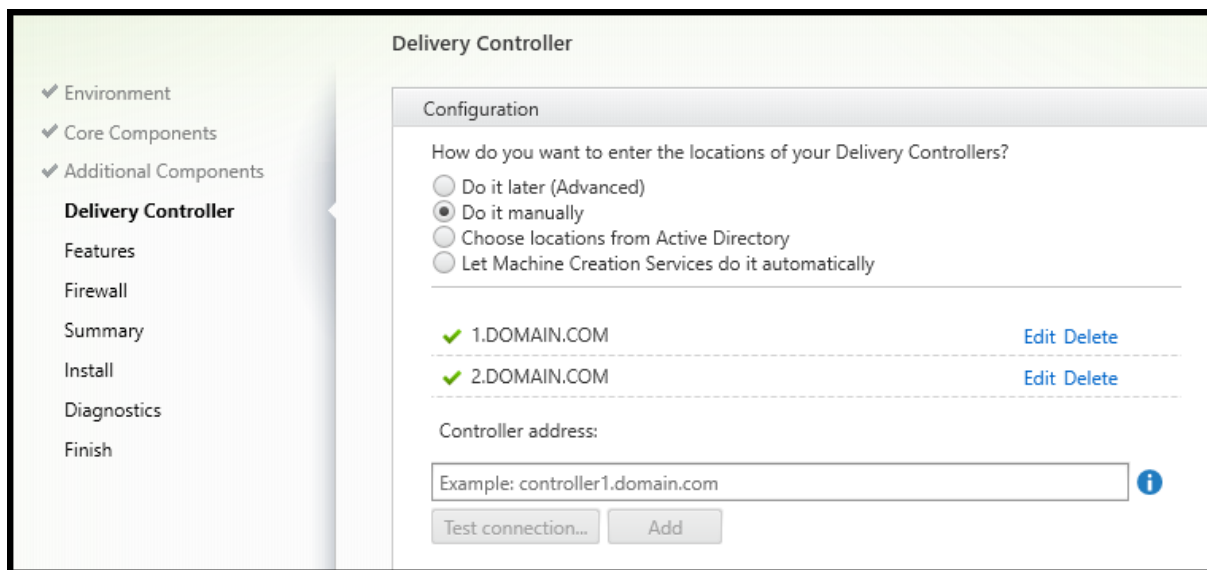 Delivery Controller
Environment
Core Components
Additional Components
Delivery Controller
Features
Firewall
Summary
Install
Diagnostics
Finish
Configuration
How do you want to enter the locations of your Delivery Controllers?
Do it later (Advanced)
Do it manually
Choose locations from Active Directory
Let Machine Creation Services do it automatically
1.DOMAIN.COM Edit Delete
2.DOMAIN.COM Edit Delete
Controller address:
Example: controller1.domain.com
Test connection... Add